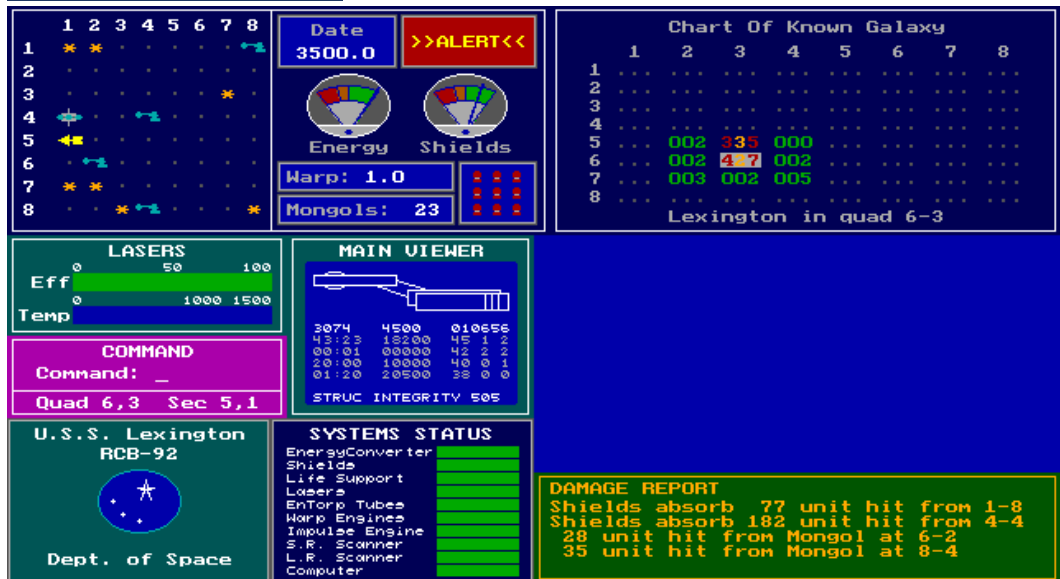 1 2 3 4 5 6 7 8
1
2
3
4
5
6
7
8
Date
3500.0
>>ALERT<<
Energy Shields
Warp: 1.0
Mongols: 23
Chart Of Known Galaxy
1 2 3 4 5 6 7 8
1 ... ... ... ... ... ... ... ...
2 ... ... ... ... ... ... ... ...
3 ... ... ... ... ... ... ... ...
4 ... ... ... ... ... ... ... ...
5 ... 002 335 000 ... ... ... ...
6 ... 002 427 002 ... ... ... ...
7 ... 003 002 005 ... ... ... ...
8 ... ... ... ... ... ... ... ...
Lexington in quad 6-3
LASERS
0 50 100
Eff
0 1000 1500
Temp
COMMAND
Command: _
Quad 6,3 Sec 5,1
MAIN VIEWER
3074 4500 010656
43:23 18200 45 1 2
00:01 00000 42 2 2
20:00 10000 40 0 1
01:20 20500 38 0 0
STRUC INTEGRITY 505
U.S.S. Lexington
RCB-92
Dept. of Space
SYSTEMS STATUS
EnergyConverter
Shields
Life Support
Lasers
EnTorp Tubes
Warp Engines
Impulse Engine
S.R. Scanner
L.R. Scanner
Computer
DAMAGE REPORT
Shields absorb 77 unit hit from 1-8
Shields absorb 182 unit hit from 4-4
28 unit hit from Mongol at 6-2
35 unit hit from Mongol at 8-4